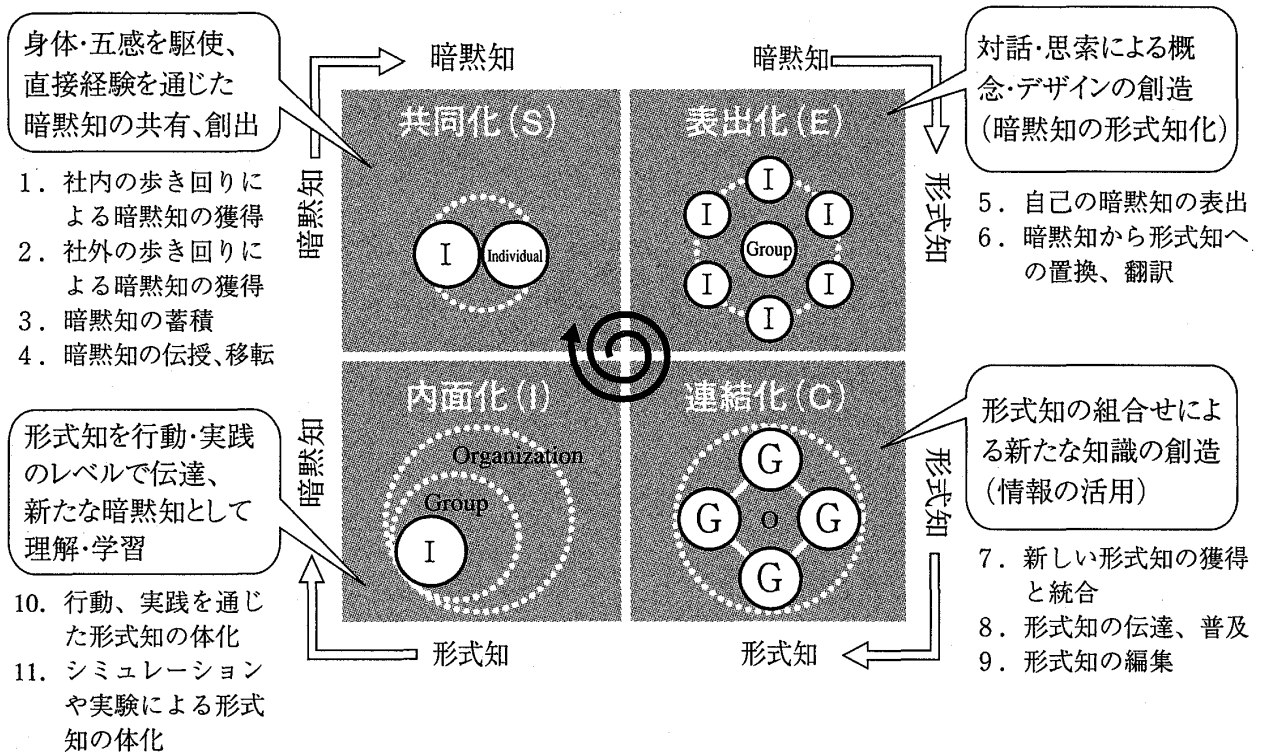 身体・五感を駆使、
直接経験を通じた
暗黙知の共有、創出
1. 社内の歩き回りに
よる暗黙知の獲得
2. 社外の歩き回りに
よる暗黙知の獲得
3. 暗黙知の蓄積
4. 暗黙知の伝授、移転
暗黙知
暗黙知
共同化(S)
I
Individual
暗黙知
形式知
表出化(E)
I
I
I
Group
I
I
I
対話・思索による概
念・デザインの創造
(暗黙知の形式知化)
5. 自己の暗黙知の表出
6. 暗黙知から形式知へ
の置換、翻訳
形式知を行動・実践
のレベルで伝達、
新たな暗黙知として
理解・学習
10. 行動、実践を通じ
た形式知の体化
11. シミュレーション
や実験による形式
知の体化
暗黙知
形式知
内面化(I)
Organization
Group
I
連結化(C)
G
G
O
G
G
形式知
形式知
形式知の組合せによ
る新たな知識の創造
(情報の活用)
7. 新しい形式知の獲得
と統合
8. 形式知の伝達、普及
9. 形式知の編集